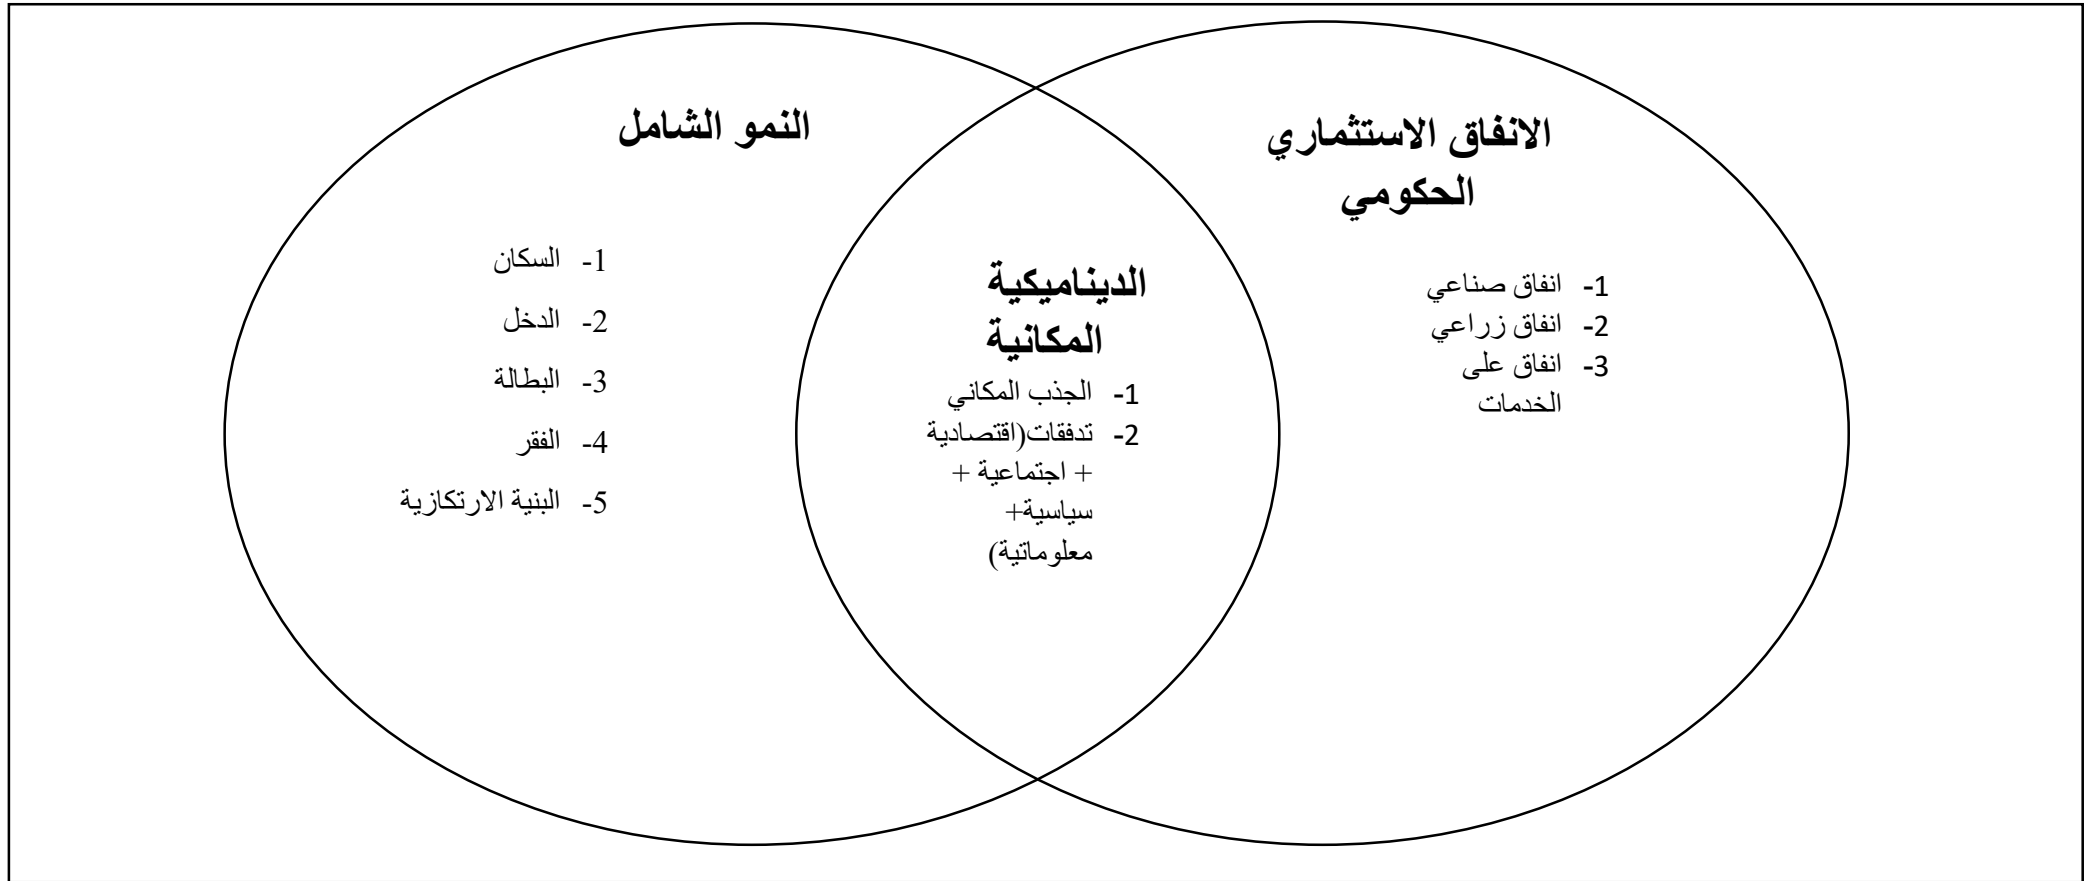 الانفاق الاستثماري
الحكومي
1- انفاق صناعي
2- انفاق زراعي
3- انفاق على
الخدمات
الديناميكية
المكانية
1- الجذب المكاني
2- تدفقات(اقتصادية
+ اجتماعية +
سياسية+
معلوماتية)
النمو الشامل
1- السكان
2- الدخل
3- البطالة
4- الفقر
5- البنية الارتكازية